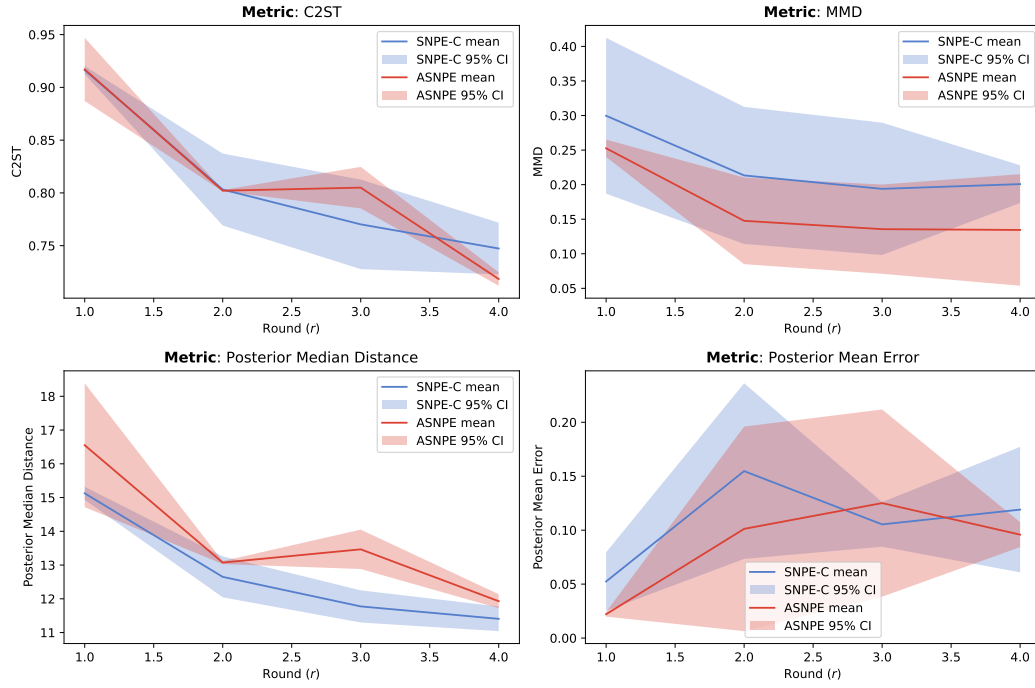 Metric: C2ST
0.95
0.90
0.85
0.80
0.75
C2ST
1.0 1.5 2.0 2.5 3.0 3.5 4.0
Round (r)
SNPE-C mean
SNPE-C 95% CI
ASNPE mean
ASNPE 95% CI
Metric: MMD
0.40
0.35
0.30
0.25
0.20
0.15
0.10
0.05
MMD
1.0 1.5 2.0 2.5 3.0 3.5 4.0
Round (r)
SNPE-C mean
SNPE-C 95% CI
ASNPE mean
ASNPE 95% CI
Metric: Posterior Median Distance
18
17
16
15
14
13
12
11
Posterior Median Distance
1.0 1.5 2.0 2.5 3.0 3.5 4.0
Round (r)
SNPE-C mean
SNPE-C 95% CI
ASNPE mean
ASNPE 95% CI
Metric: Posterior Mean Error
0.20
0.15
0.10
0.05
0.00
Posterior Mean Error
1.0 1.5 2.0 2.5 3.0 3.5 4.0
Round (r)
SNPE-C mean
SNPE-C 95% CI
ASNPE mean
ASNPE 95% CI